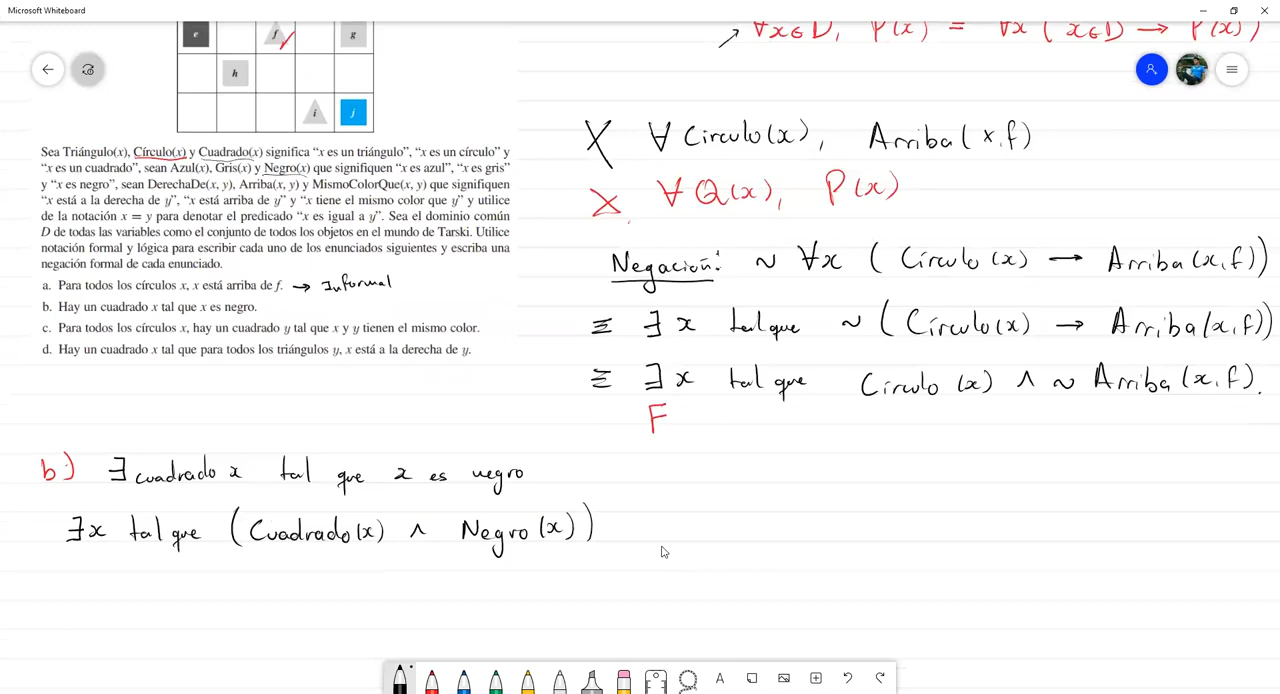 Microsoft Whiteboard
e f g
∀x∈D, P(x) = ∀x (x∈D → P(x))
h
i j
Sea Triángulo(x), Círculo(x) y Cuadrado(x) significa “x es un triángulo”, “x es un círculo” y
“x es un cuadrado”, sean Azul(x), Gris(x) y Negro(x) que signifiquen “x es azul”, “x es gris”
y “x es negro”, sean DerechaDe(x, y), Arriba(x, y) y MismoColorQue(x, y) que signifiquen
“x está a la derecha de y”, “x está arriba de y” y “x tiene el mismo color que y” y utilice
de la notación x = y para denotar el predicado “x es igual a y”. Sea el dominio común
D de todas las variables como el conjunto de todos los objetos en el mundo de Tarski. Utilice
notación formal y lógica para escribir cada uno de los enunciados siguientes y escriba una
negación formal de cada enunciado.
a. Para todos los círculos x, x está arriba de f. → Informal
b. Hay un cuadrado x tal que x es negro.
c. Para todos los círculos x, hay un cuadrado y tal que x y y tienen el mismo color.
d. Hay un cuadrado x tal que para todos los triángulos y, x está a la derecha de y.
X ∀ Círculo(x), Arriba(x,f)
X ∀ Q(x), P(x)
Negación: ~ ∀x (Círculo(x) → Arriba(x,f))
≡ ∃ x tal que ~ (Círculo(x) → Arriba(x,f))
≡ ∃ x tal que Círculo (x) ∧ ~ Arriba(x,f).
F
b) ∃ cuadrado x tal que x es negro
∃x tal que (Cuadrado(x) ∧ Negro(x))
A